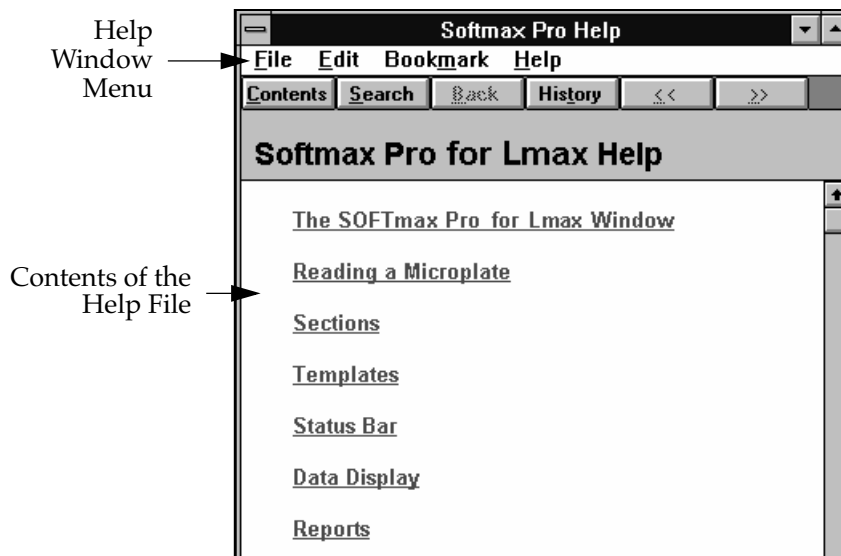 Softmax Pro Help
Help
Window
Menu
File Edit Bookmark Help
Contents Search Back History << >>
Softmax Pro for Lmax Help
The SOFTmax Pro for Lmax Window
Reading a Microplate
Contents of the
Help File
Sections
Templates
Status Bar
Data Display
Reports